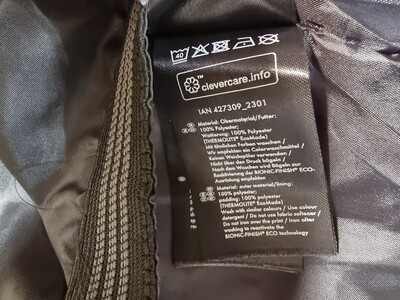 40
clevercare.info
IAN 427309_2301
Material: Obermaterial/Futter:
100% Polyester;
Wattierung: 100% Polyester
(THERMOLITE® EcoMade)
Mit ähnlichen Farben waschen /
Wir empfehlen ein Colorwaschmittel /
Keinen Weichspüler verwenden /
Nicht über den Druck bügeln /
Nach dem Waschen wird Bügeln zur
Reaktivierung der BIONIC-FINISH® ECO-
Ausrüstung empfohlen
Material: outer material/lining:
100% polyester;
padding: 100% polyester
(THERMOLITE® EcoMade)
Wash with similar colours / Use colour
detergent / Do not use fabric softener /
Do not iron over the print / Iron after
washing to reactivate the
BIONIC-FINISH® ECO technology